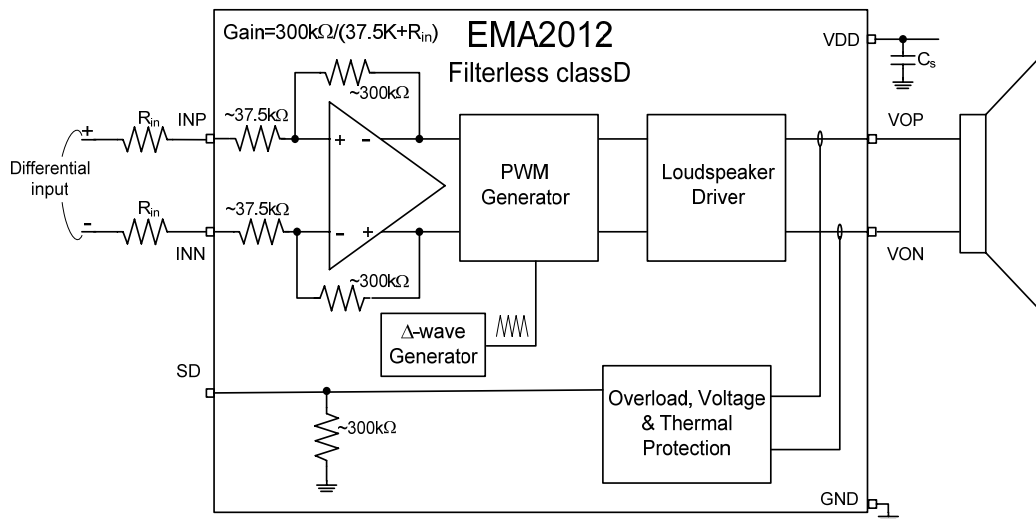 Gain=300kΩ/(37.5K+Rin)
EMA2012
Filterless classD
VDD
Cs
~300kΩ
Rin
INP
~37.5kΩ
VOP
+
+
-
Differential
input
PWM
Generator
Loudspeaker
Driver
-
Rin
~37.5kΩ
-
+
INN
VON
~300kΩ
Δ-wave
Generator
SD
Overload, Voltage
& Thermal
Protection
~300kΩ
GND